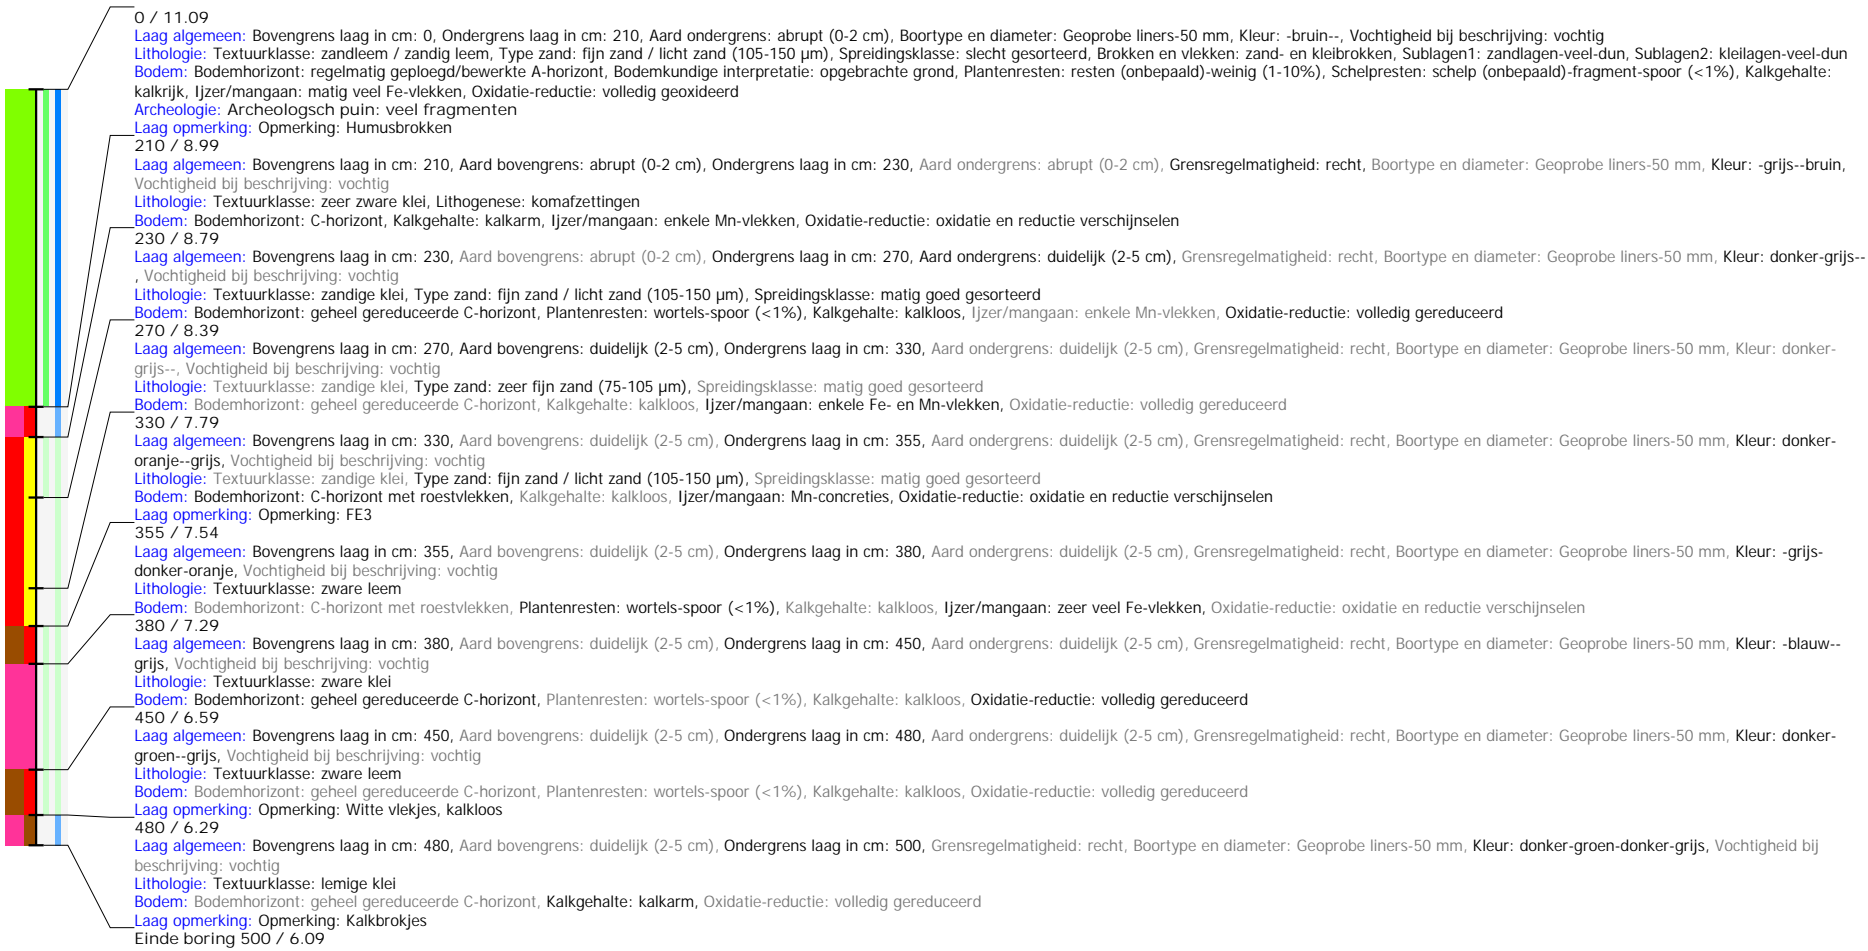 0 / 11.09
Laag algemeen: Bovengrens laag in cm: 0, Ondergrens laag in cm: 210, Aard ondergrens: abrupt (0-2 cm), Boortype en diameter: Geoprobe liners-50 mm, Kleur: -bruin--, Vochtigheid bij beschrijving: vochtig
Lithologie: Textuurklasse: zandleem / zandig leem, Type zand: fijn zand / licht zand (105-150 µm), Spreidingsklasse: slecht gesorteerd, Brokken en vlekken: zand- en kleibrokken, Sublagen1: zandlagen-veel-dun, Sublagen2: kleilagen-veel-dun
Bodem: Bodemhorizont: regelmatig geploegd/bewerkte A-horizont, Bodemkundige interpretatie: opgebrachte grond, Plantenresten: resten (onbepaald)-weinig (1-10%), Schelpresten: schelp (onbepaald)-fragment-spoor (<1%), Kalkgehalte:
kalkrijk, Ijzer/mangaan: matig veel Fe-vlekken, Oxidatie-reductie: volledig geoxideerd
Archeologie: Archeologsch puin: veel fragmenten
Laag opmerking: Opmerking: Humusbrokken
210 / 8.99
Laag algemeen: Bovengrens laag in cm: 210, Aard bovengrens: abrupt (0-2 cm), Ondergrens laag in cm: 230, Aard ondergrens: abrupt (0-2 cm), Grensregelmatigheid: recht, Boortype en diameter: Geoprobe liners-50 mm, Kleur: -grijs--bruin,
Vochtigheid bij beschrijving: vochtig
Lithologie: Textuurklasse: zeer zware klei, Lithogenese: komafzettingen
Bodem: Bodemhorizont: C-horizont, Kalkgehalte: kalkarm, Ijzer/mangaan: enkele Mn-vlekken, Oxidatie-reductie: oxidatie en reductie verschijnselen
230 / 8.79
Laag algemeen: Bovengrens laag in cm: 230, Aard bovengrens: abrupt (0-2 cm), Ondergrens laag in cm: 270, Aard ondergrens: duidelijk (2-5 cm), Grensregelmatigheid: recht, Boortype en diameter: Geoprobe liners-50 mm, Kleur: donker-grijs--
, Vochtigheid bij beschrijving: vochtig
Lithologie: Textuurklasse: zandige klei, Type zand: fijn zand / licht zand (105-150 µm), Spreidingsklasse: matig goed gesorteerd
Bodem: Bodemhorizont: geheel gereduceerde C-horizont, Plantenresten: wortels-spoor (<1%), Kalkgehalte: kalkloos, Ijzer/mangaan: enkele Mn-vlekken, Oxidatie-reductie: volledig gereduceerd
270 / 8.39
Laag algemeen: Bovengrens laag in cm: 270, Aard bovengrens: duidelijk (2-5 cm), Ondergrens laag in cm: 330, Aard ondergrens: duidelijk (2-5 cm), Grensregelmatigheid: recht, Boortype en diameter: Geoprobe liners-50 mm, Kleur: donker-
grijs--, Vochtigheid bij beschrijving: vochtig
Lithologie: Textuurklasse: zandige klei, Type zand: zeer fijn zand (75-105 µm), Spreidingsklasse: matig goed gesorteerd
Bodem: Bodemhorizont: geheel gereduceerde C-horizont, Kalkgehalte: kalkloos, Ijzer/mangaan: enkele Fe- en Mn-vlekken, Oxidatie-reductie: volledig gereduceerd
330 / 7.79
Laag algemeen: Bovengrens laag in cm: 330, Aard bovengrens: duidelijk (2-5 cm), Ondergrens laag in cm: 355, Aard ondergrens: duidelijk (2-5 cm), Grensregelmatigheid: recht, Boortype en diameter: Geoprobe liners-50 mm, Kleur: donker-
oranje--grijs, Vochtigheid bij beschrijving: vochtig
Lithologie: Textuurklasse: zandige klei, Type zand: fijn zand / licht zand (105-150 µm), Spreidingsklasse: matig goed gesorteerd
Bodem: Bodemhorizont: C-horizont met roestvlekken, Kalkgehalte: kalkloos, Ijzer/mangaan: Mn-concreties, Oxidatie-reductie: oxidatie en reductie verschijnselen
Laag opmerking: Opmerking: FE3
355 / 7.54
Laag algemeen: Bovengrens laag in cm: 355, Aard bovengrens: duidelijk (2-5 cm), Ondergrens laag in cm: 380, Aard ondergrens: duidelijk (2-5 cm), Grensregelmatigheid: recht, Boortype en diameter: Geoprobe liners-50 mm, Kleur: -grijs-
donker-oranje, Vochtigheid bij beschrijving: vochtig
Lithologie: Textuurklasse: zware leem
Bodem: Bodemhorizont: C-horizont met roestvlekken, Plantenresten: wortels-spoor (<1%), Kalkgehalte: kalkloos, Ijzer/mangaan: zeer veel Fe-vlekken, Oxidatie-reductie: oxidatie en reductie verschijnselen
380 / 7.29
Laag algemeen: Bovengrens laag in cm: 380, Aard bovengrens: duidelijk (2-5 cm), Ondergrens laag in cm: 450, Aard ondergrens: duidelijk (2-5 cm), Grensregelmatigheid: recht, Boortype en diameter: Geoprobe liners-50 mm, Kleur: -blauw--
grijs, Vochtigheid bij beschrijving: vochtig
Lithologie: Textuurklasse: zware klei
Bodem: Bodemhorizont: geheel gereduceerde C-horizont, Plantenresten: wortels-spoor (<1%), Kalkgehalte: kalkloos, Oxidatie-reductie: volledig gereduceerd
450 / 6.59
Laag algemeen: Bovengrens laag in cm: 450, Aard bovengrens: duidelijk (2-5 cm), Ondergrens laag in cm: 480, Aard ondergrens: duidelijk (2-5 cm), Grensregelmatigheid: recht, Boortype en diameter: Geoprobe liners-50 mm, Kleur: donker-
groen--grijs, Vochtigheid bij beschrijving: vochtig
Lithologie: Textuurklasse: zware leem
Bodem: Bodemhorizont: geheel gereduceerde C-horizont, Plantenresten: wortels-spoor (<1%), Kalkgehalte: kalkloos, Oxidatie-reductie: volledig gereduceerd
Laag opmerking: Opmerking: Witte vlekjes, kalkloos
480 / 6.29
Laag algemeen: Bovengrens laag in cm: 480, Aard bovengrens: duidelijk (2-5 cm), Ondergrens laag in cm: 500, Grensregelmatigheid: recht, Boortype en diameter: Geoprobe liners-50 mm, Kleur: donker-groen-donker-grijs, Vochtigheid bij
beschrijving: vochtig
Lithologie: Textuurklasse: lemige klei
Bodem: Bodemhorizont: geheel gereduceerde C-horizont, Kalkgehalte: kalkarm, Oxidatie-reductie: volledig gereduceerd
Laag opmerking: Opmerking: Kalkbrokjes
Einde boring 500 / 6.09